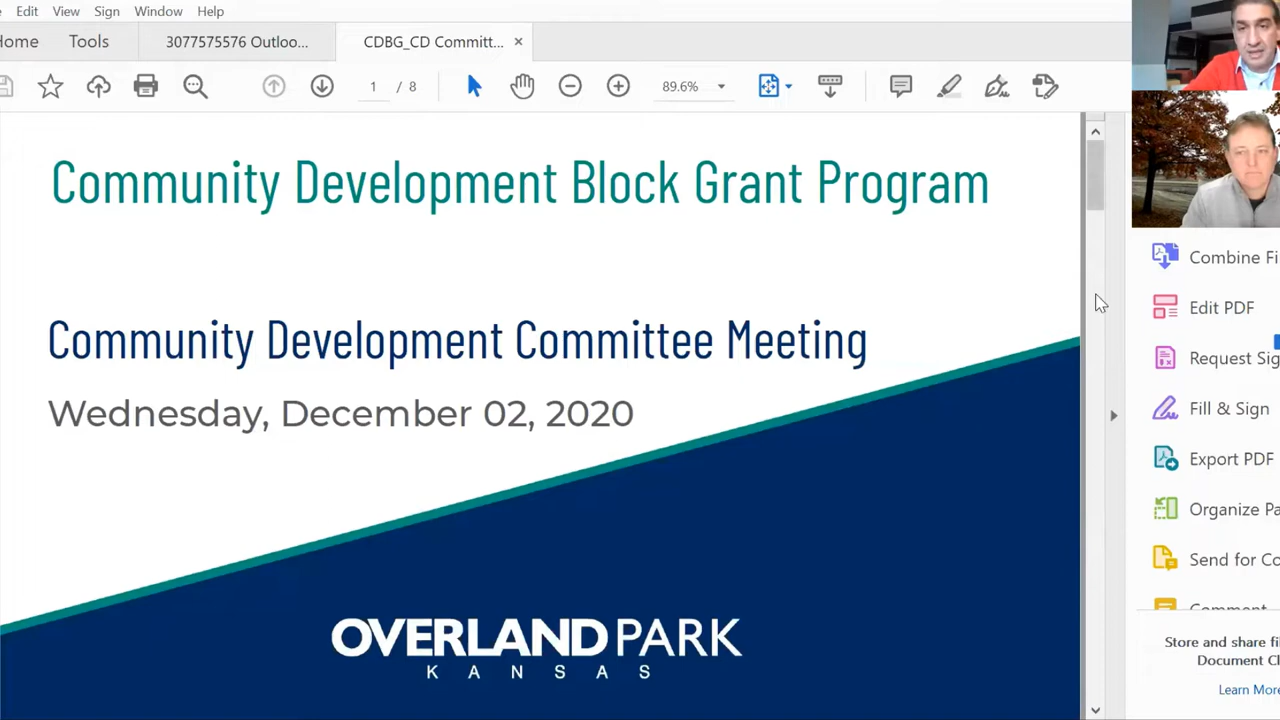 Edit View Sign Window Help
Home Tools 3077575576 Outloo... CDBG_CD Committ... ×
1 / 8 89.6%
Community Development Block Grant Program
Community Development Committee Meeting
Wednesday, December 02, 2020
OVERLAND PARK
KANSAS
Combine Fi
Edit PDF
Request Sig
Fill & Sign
Export PDF
Organize Pa
Send for Co
Comment
Store and share fil
Document Cl
Learn More